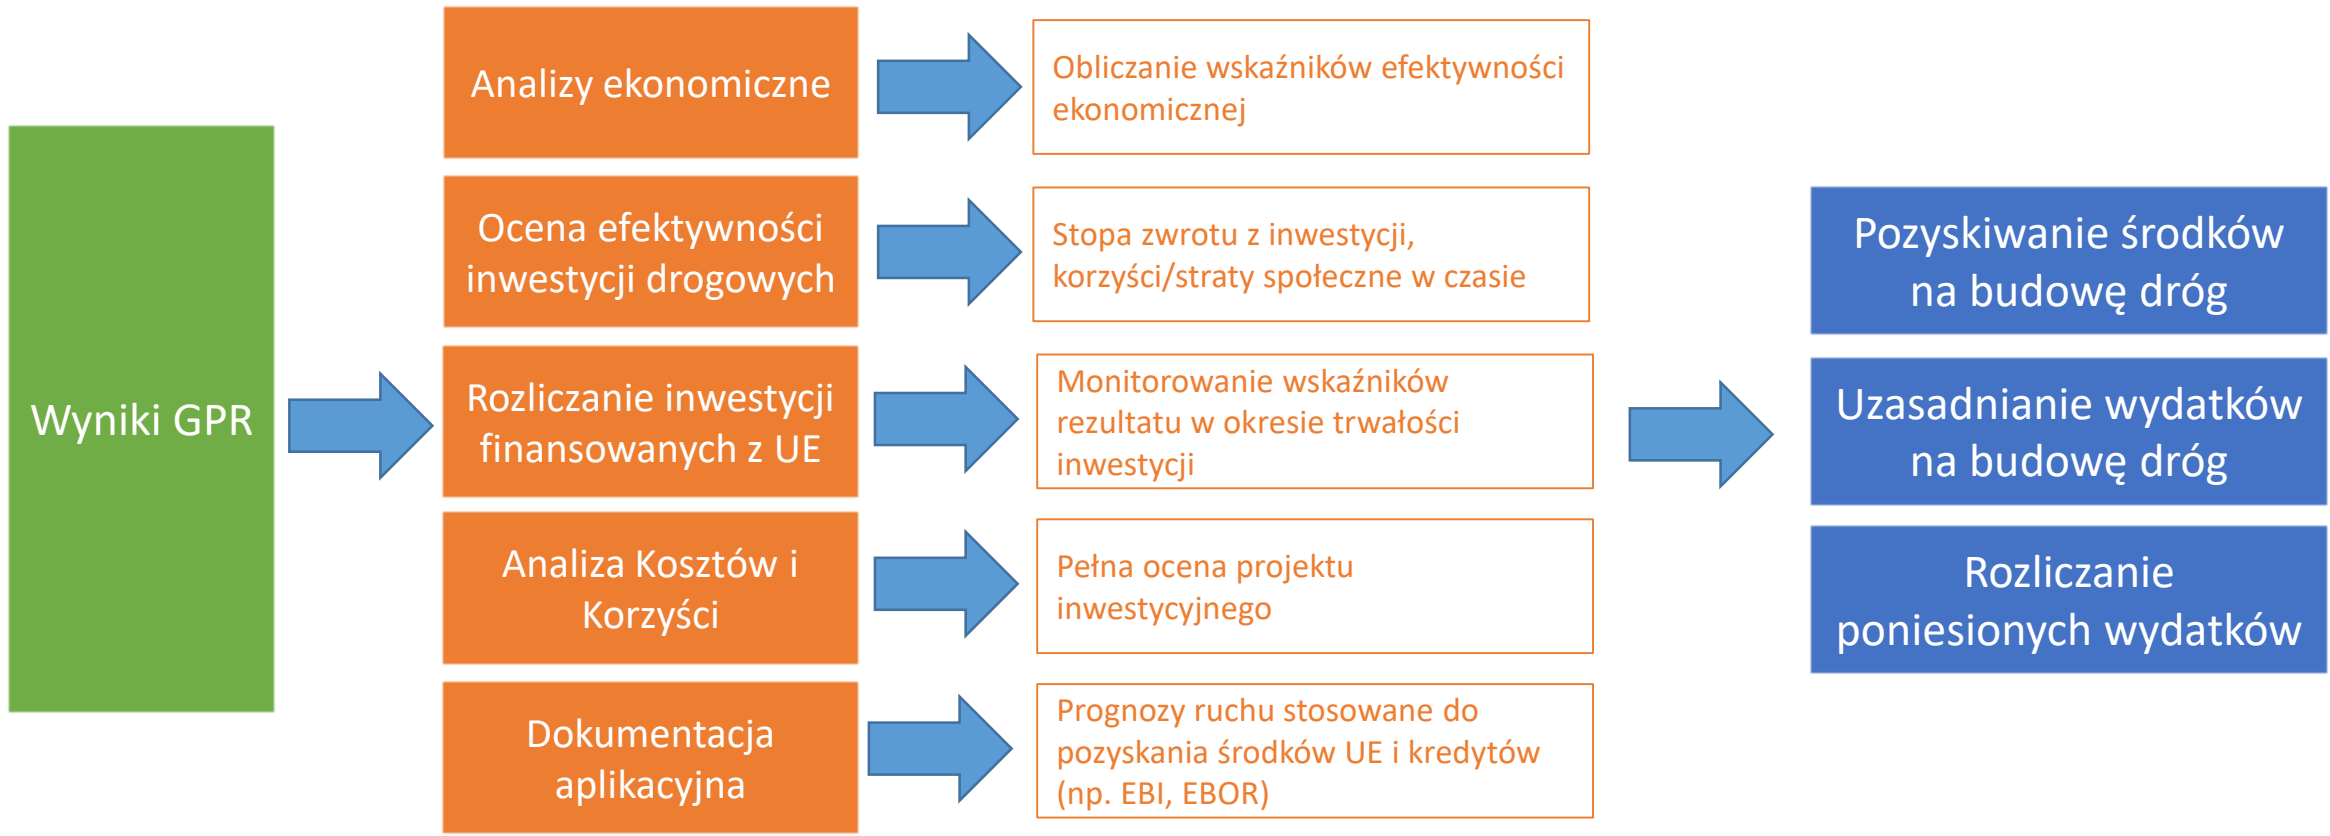 Wyniki GPR
Analizy ekonomiczne
Obliczanie wskaźników efektywności
ekonomicznej
Ocena efektywności
inwestycji drogowych
Stopa zwrotu z inwestycji,
korzyści/straty społeczne w czasie
Rozliczanie inwestycji
finansowanych z UE
Monitorowanie wskaźników
rezultatu w okresie trwałości
inwestycji
Analiza Kosztów i
Korzyści
Pełna ocena projektu
inwestycyjnego
Dokumentacja
aplikacyjna
Prognozy ruchu stosowane do
pozyskania środków UE i kredytów
(np. EBI, EBOR)
Pozyskiwanie środków
na budowę dróg
Uzasadnianie wydatków
na budowę dróg
Rozliczanie
poniesionych wydatków